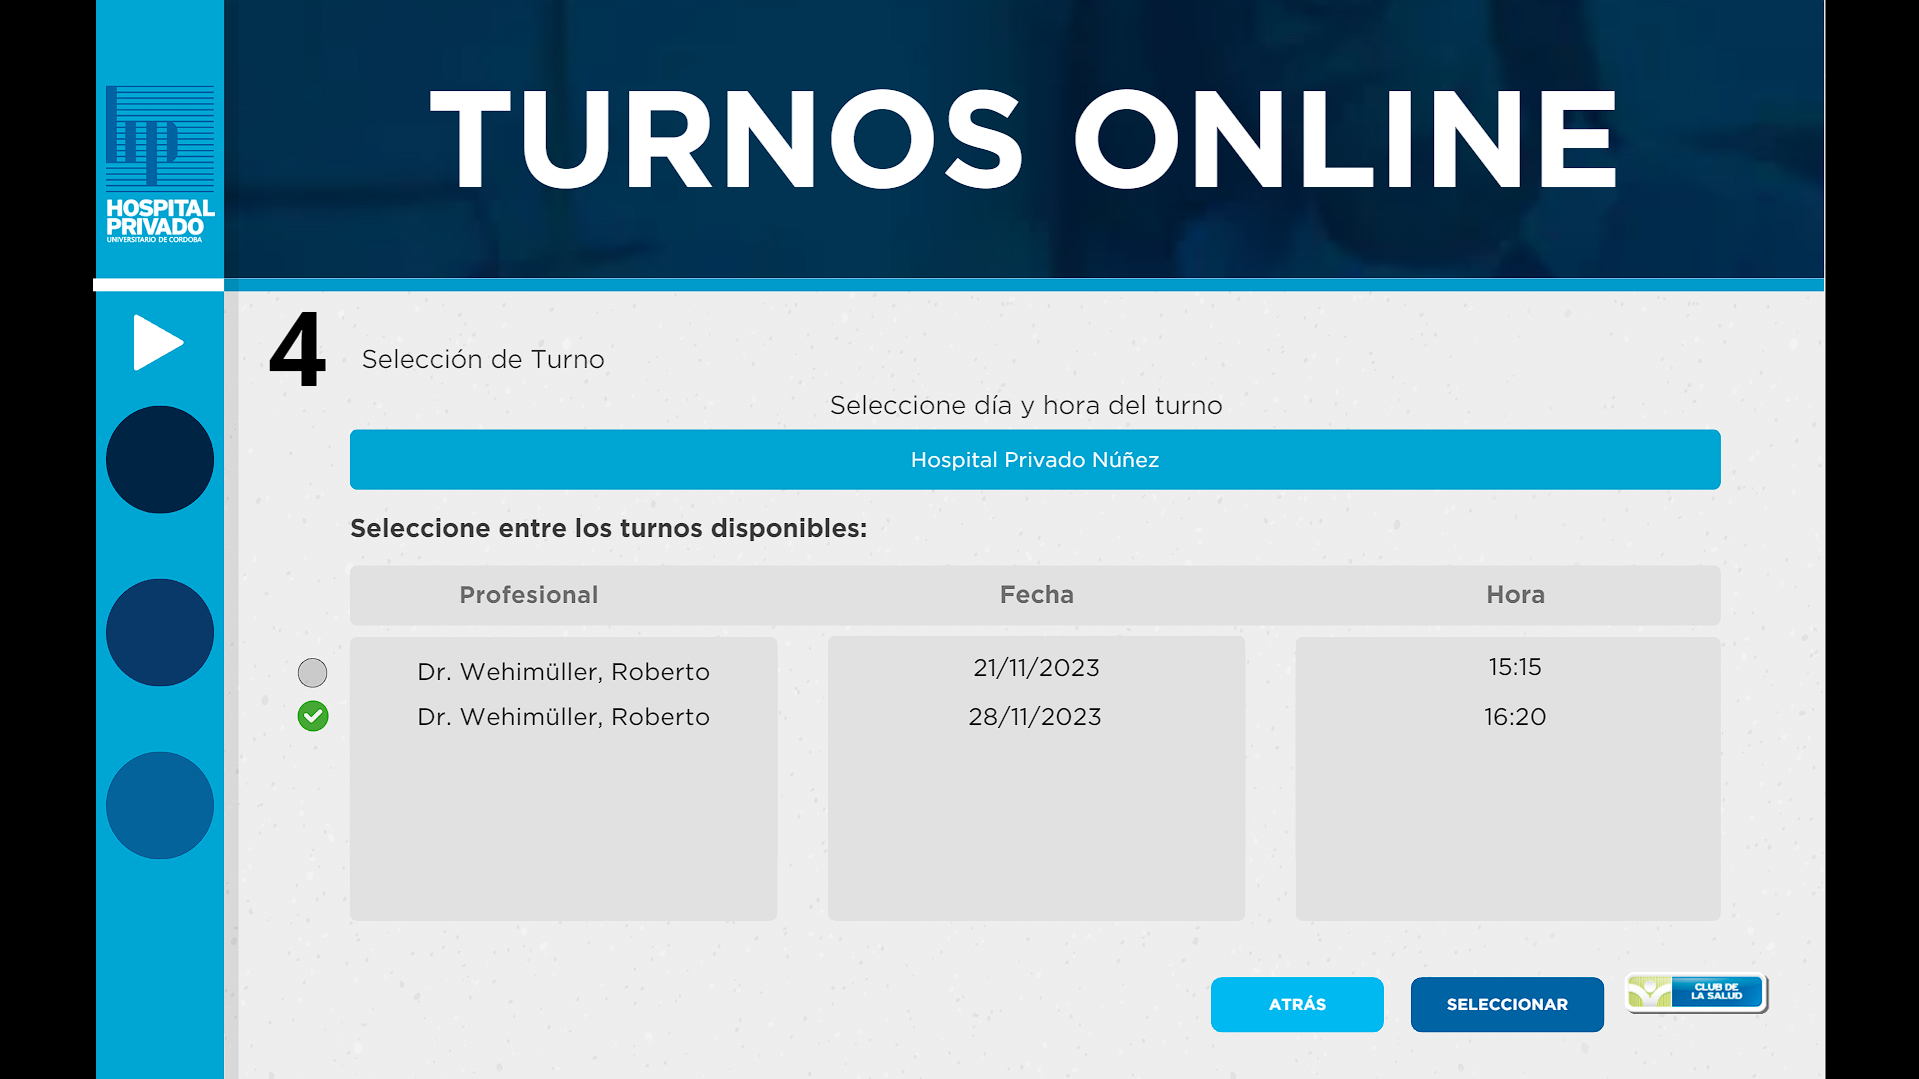 HOSPITAL
PRIVADO
UNIVERSITARIO DE CORDOBA
TURNOS ONLINE
4
Selección de Turno
Seleccione día y hora del turno
Hospital Privado Núñez
Seleccione entre los turnos disponibles:
Profesional Fecha Hora
Dr. Wehimüller, Roberto 21/11/2023 15:15
Dr. Wehimüller, Roberto 28/11/2023 16:20
ATRÁS SELECCIONAR
CLUB DE
LA SALUD